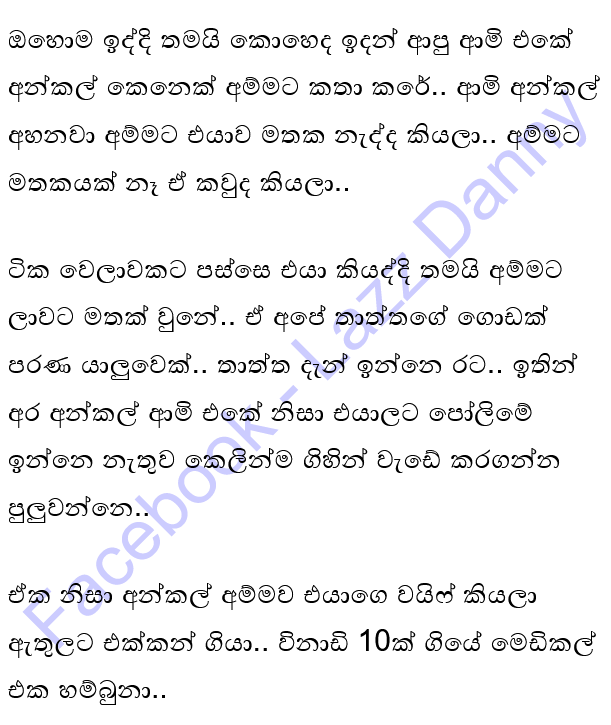 ඔහොම ඉද්දි තමයි කොහෙද ඉදන් ආපු ආමි එකේ
අන්කල් කෙනෙක් අම්මට කතා කරේ.. ආමි අන්කල්
අහනවා අම්මට එයාව මතක නැද්ද කියලා.. අම්මට
මතකයක් නෑ ඒ කවුද කියලා..
ටික වෙලාවකට පස්සෙ එයා කියද්දි තමයි අම්මට
ලාවට මතක් වුනේ.. ඒ අපේ තාත්තගේ ගොඩක්
පරණ යාලුවෙක්.. තාත්ත දැන් ඉන්නෙ රට.. ඉතින්
අර අන්කල් ආමි එකේ නිසා එයාලට පෝලිමේ
ඉන්නෙ නැතුව කෙලින්ම ගිහින් වැඩේ කරගන්න
පුලුවන්නෙ..
ඒක නිසා අන්කල් අම්මව එයාගෙ වයිෆ් කියලා
ඇතුලට එක්කන් ගියා.. විනාඩි 10ක් ගියේ මෙඩිකල්
එක හම්බුනා..
Facebook - Lazz Danny